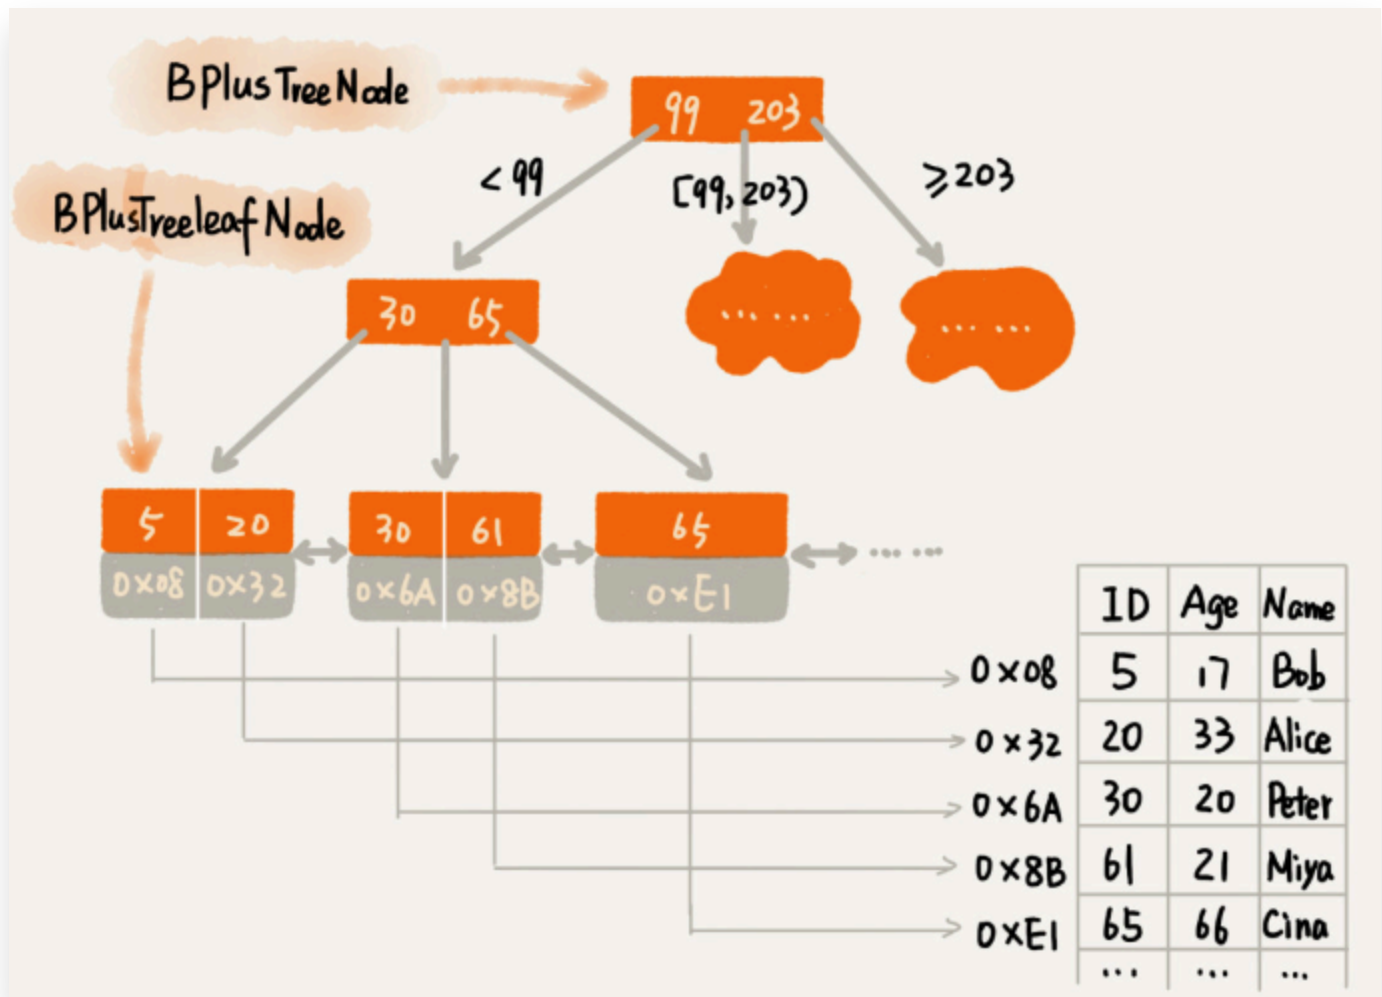 BPlusTreeNode
99 203
BPlusTreeleafNode
<99
[99,203)
≥203
30 65
... ...
... ...
5 20
30 61
65
0x08 0x32
0x6A 0x8B
0xE1
... ...
ID Age Name
0x08 5 17 Bob
0x32 20 33 Alice
0x6A 30 20 Peter
0x8B 61 21 Miya
0xE1 65 66 Cina
... ... ...